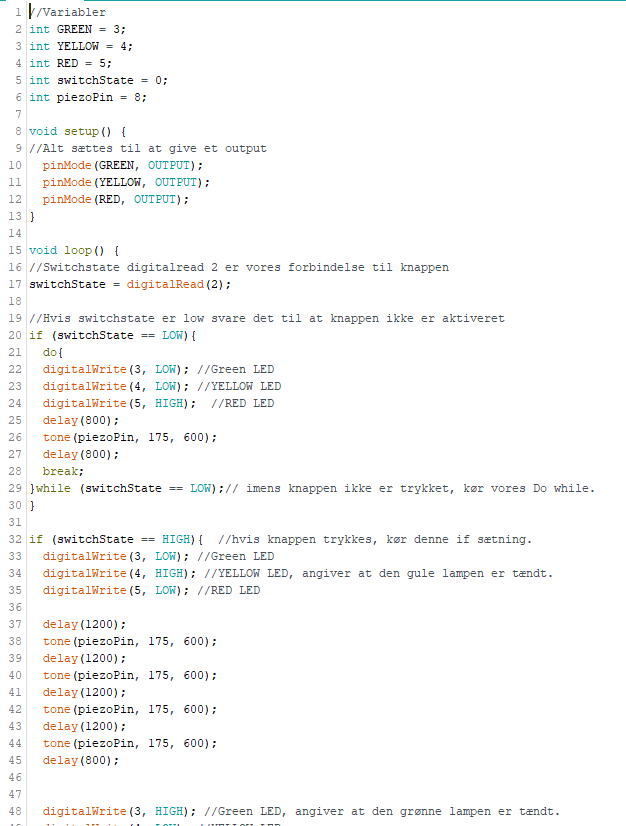 1 //Variabler
2 int GREEN = 3;
3 int YELLOW = 4;
4 int RED = 5;
5 int switchState = 0;
6 int piezoPin = 8;
7
8 void setup() {
9 //Alt sættes til at give et output
10   pinMode(GREEN, OUTPUT);
11   pinMode(YELLOW, OUTPUT);
12   pinMode(RED, OUTPUT);
13 }
14
15 void loop() {
16 //Switchstate digitalread 2 er vores forbindelse til knappen
17 switchState = digitalRead(2);
18
19 //Hvis switchstate er low svare det til at knappen ikke er aktiveret
20 if (switchState == LOW){
21   do{
22   digitalWrite(3, LOW); //Green LED
23   digitalWrite(4, LOW); //YELLOW LED
24   digitalWrite(5, HIGH);  //RED LED
25   delay(800);
26   tone(piezoPin, 175, 600);
27   delay(800);
28   break;
29 }while (switchState == LOW);// imens knappen ikke er trykket, kør vores Do while.
30 }
31
32 if (switchState == HIGH){  //hvis knappen trykkes, kør denne if sætning.
33   digitalWrite(3, LOW); //Green LED
34   digitalWrite(4, HIGH); //YELLOW LED, angiver at den gule lampen er tændt.
35   digitalWrite(5, LOW); //RED LED
36
37   delay(1200);
38   tone(piezoPin, 175, 600);
39   delay(1200);
40   tone(piezoPin, 175, 600);
41   delay(1200);
42   tone(piezoPin, 175, 600);
43   delay(1200);
44   tone(piezoPin, 175, 600);
45   delay(800);
46
47
48   digitalWrite(3, HIGH); //Green LED, angiver at den grønne lampen er tændt.